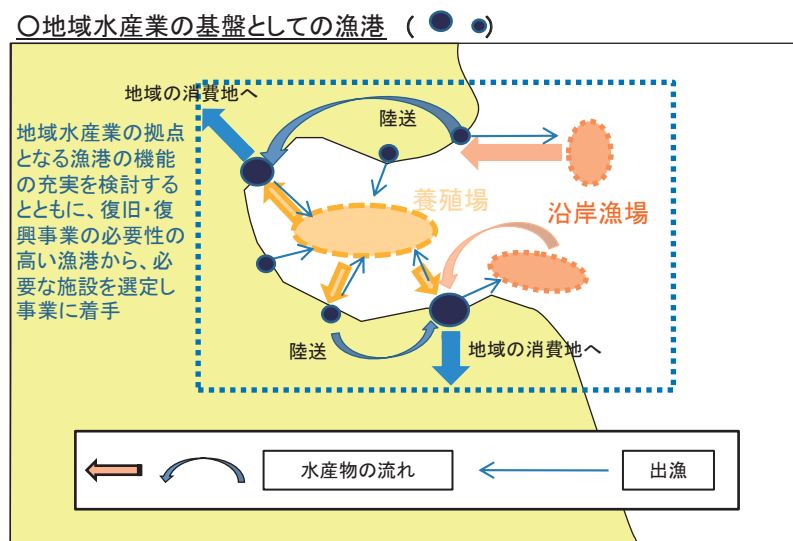 〇地域水産業の基盤としての漁港 ( )
地域の消費地へ
陸送
地域水産業の拠点
となる漁港の機能
の充実を検討する
とともに、復旧・復
興事業の必要性の
高い漁港から、必
要な施設を選定し
事業に着手
養殖場
沿岸漁場
陸送
地域の消費地へ
水産物の流れ
出漁